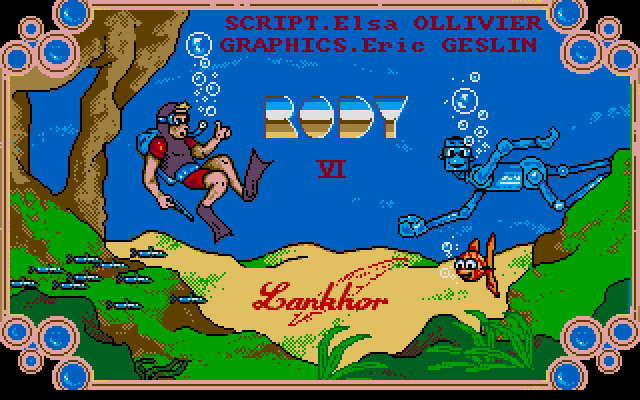 SCRIPT.Elsa OLLIVIER
GRAPHICS.Eric GESLIN
RODY
VI
Lankhor